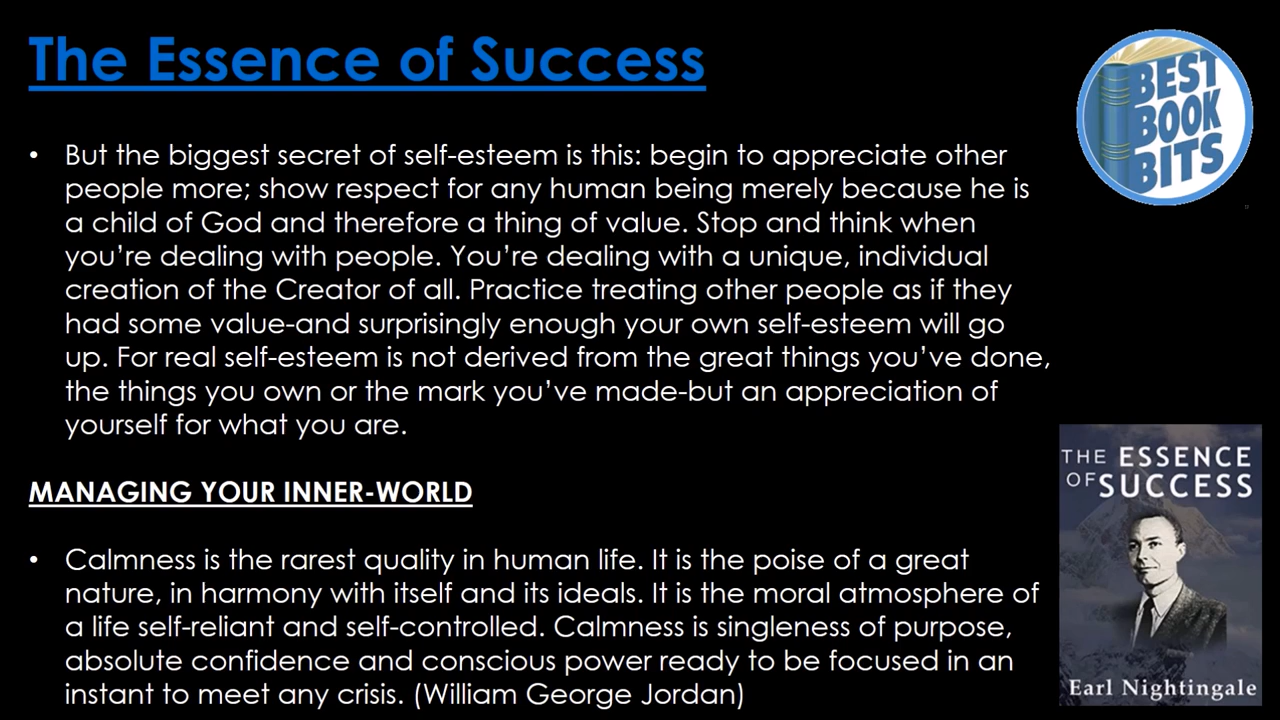 The Essence of Success
BEST
BOOK
BITS
• But the biggest secret of self-esteem is this: begin to appreciate other
people more; show respect for any human being merely because he is
a child of God and therefore a thing of value. Stop and think when
you’re dealing with people. You’re dealing with a unique, individual
creation of the Creator of all. Practice treating other people as if they
had some value-and surprisingly enough your own self-esteem will go
up. For real self-esteem is not derived from the great things you’ve done,
the things you own or the mark you’ve made-but an appreciation of
yourself for what you are.
MANAGING YOUR INNER-WORLD
• Calmness is the rarest quality in human life. It is the poise of a great
nature, in harmony with itself and its ideals. It is the moral atmosphere of
a life self-reliant and self-controlled. Calmness is singleness of purpose,
absolute confidence and conscious power ready to be focused in an
instant to meet any crisis. (William George Jordan)
THE ESSENCE
OF SUCCESS
Earl Nightingale